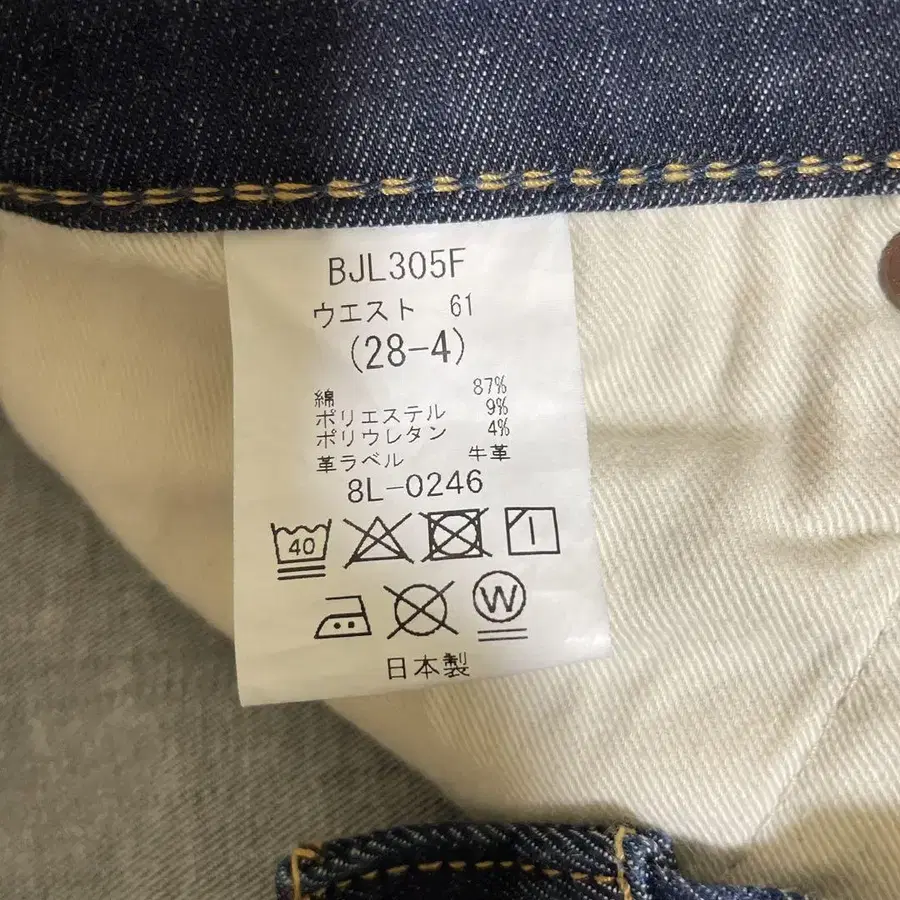 BJL305F
ウエスト 61
(28-4)
綿 87%
ポリエステル 9%
ポリウレタン 4%
革ラベル 牛革
8L-0246
40
W
日本製